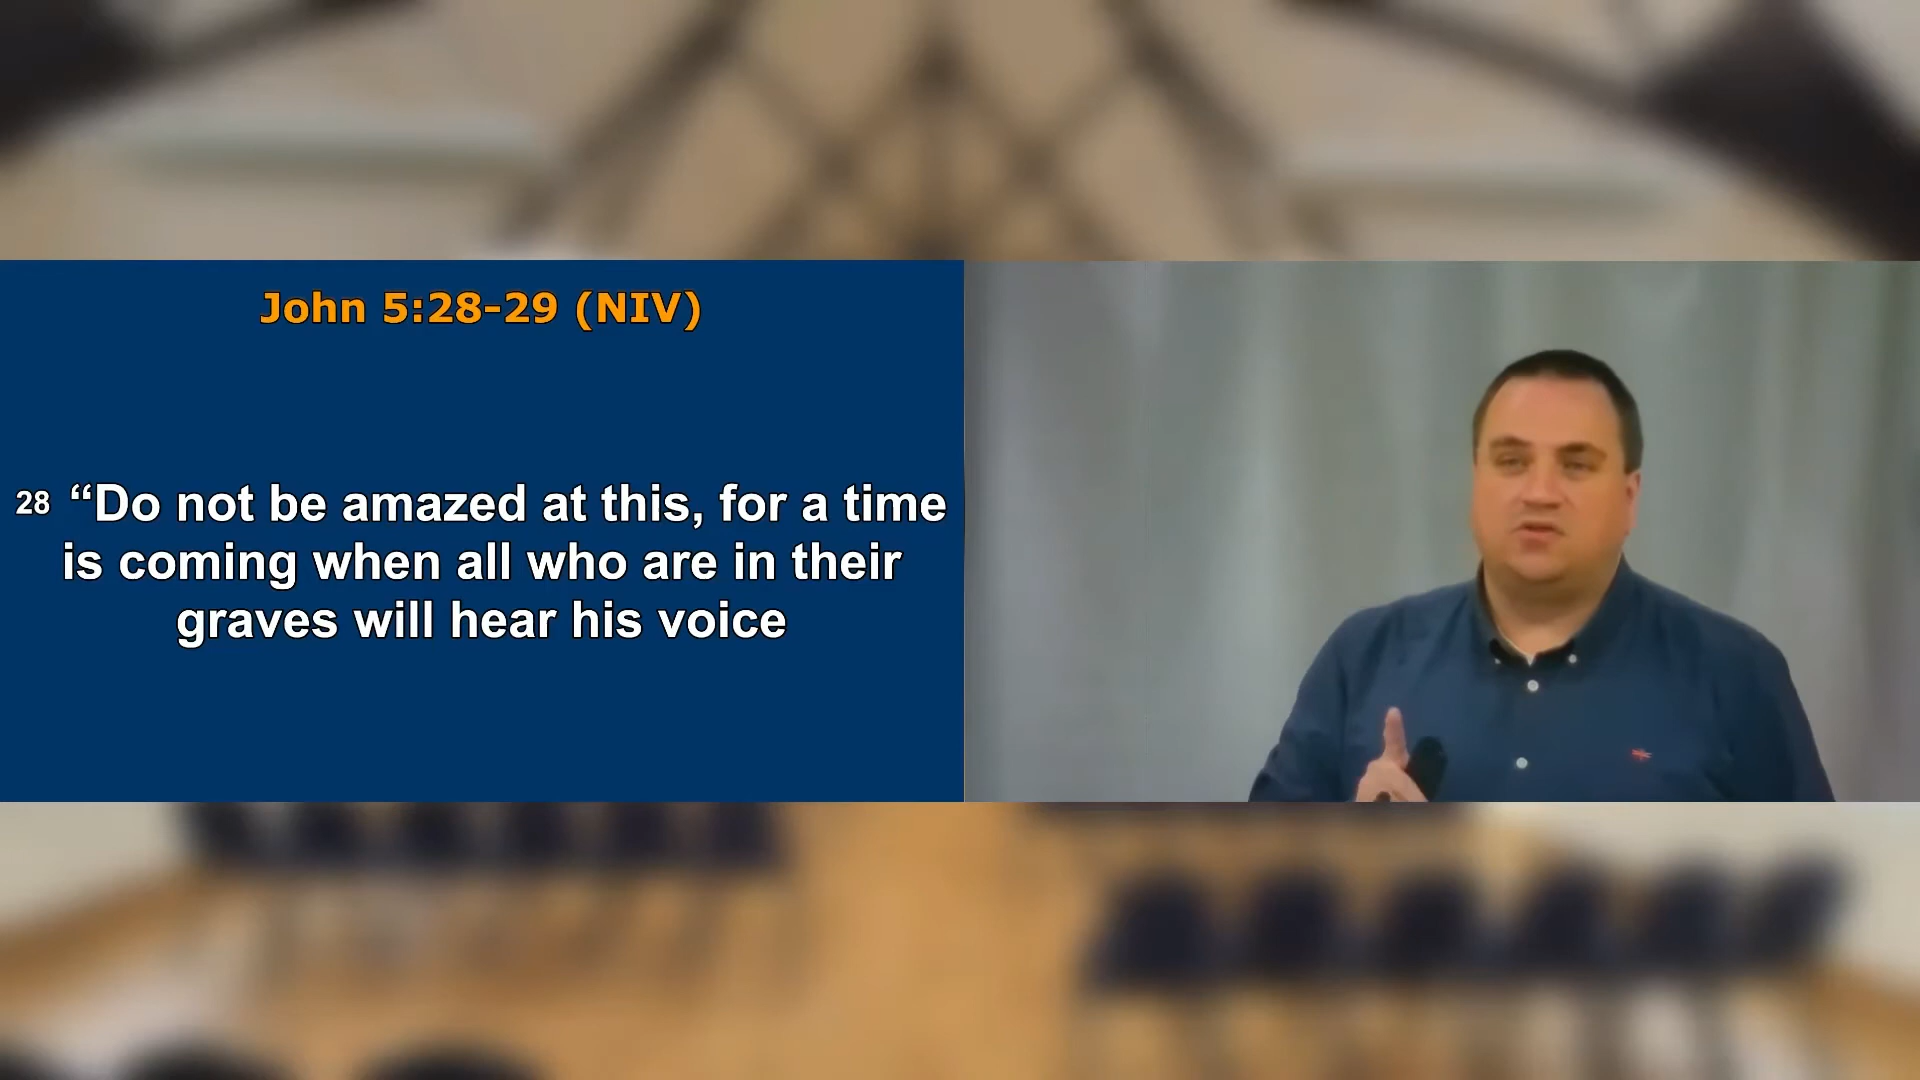 John 5:28-29 (NIV)
28 “Do not be amazed at this, for a time
is coming when all who are in their
graves will hear his voice